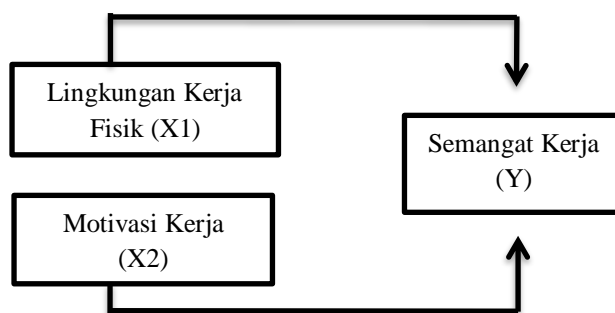 Lingkungan Kerja
Fisik (X1)
Semangat Kerja
(Y)
Motivasi Kerja
(X2)